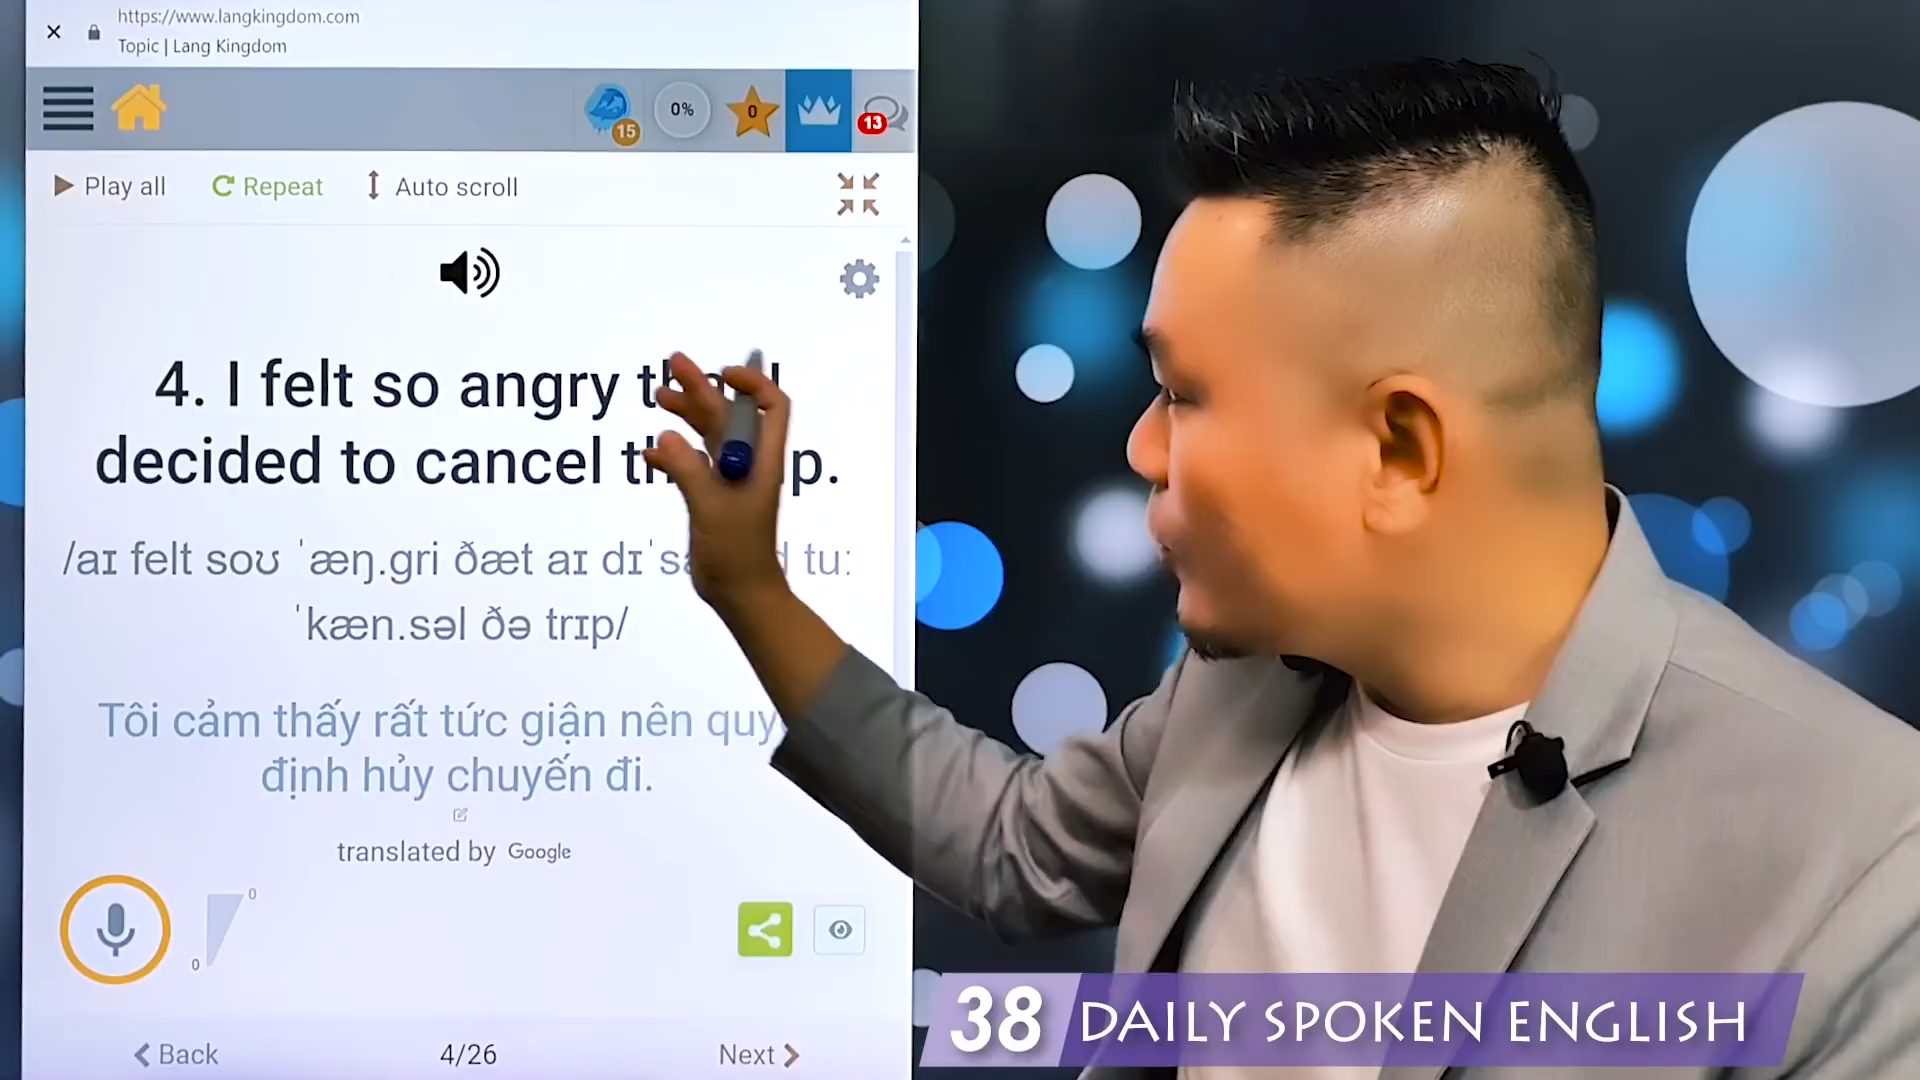 https://www.langkingdom.com
Topic | Lang Kingdom
15
0%
0
13
Play all
Repeat
Auto scroll
4. I felt so angry I
decided to cancel p.
/aɪ felt soʊ ˈæŋ.gri ðæt aɪ tuː
ˈkæn.səl ðə trɪp/
Tôi cảm thấy rất tức giận nên
định hủy chuyến đi.
translated by Google
0
0
Back
4/26
Next
38 DAILY SPOKEN ENGLISH